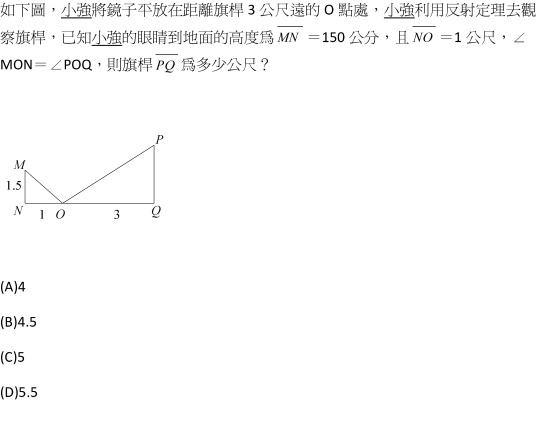 如下圖，小強將鏡子平放在距離旗桿 3 公尺遠的 O 點處，小強利用反射定理去觀
察旗桿，已知小強的眼睛到地面的高度為 MN ＝150 公分，且 NO＝1 公尺，∠
MON＝∠POQ，則旗桿 PQ 為多少公尺？
P
M
1.5
N 1 O 3 Q
(A)4
(B)4.5
(C)5
(D)5.5